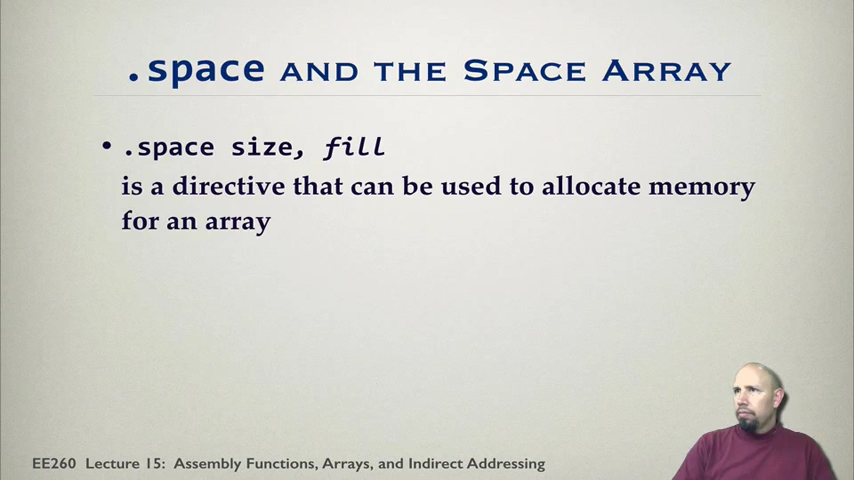 .space and the Space Array
• .space size, fill
is a directive that can be used to allocate memory
for an array
EE260 Lecture 15: Assembly Functions, Arrays, and Indirect Addressing